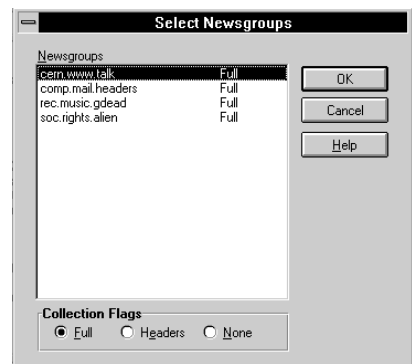 Select Newsgroups
Newsgroups
cern.www.talk Full
comp.mail.headers Full
rec.music.gdead Full
soc.rights.alien Full
OK
Cancel
Help
Collection Flags
Full Headers None